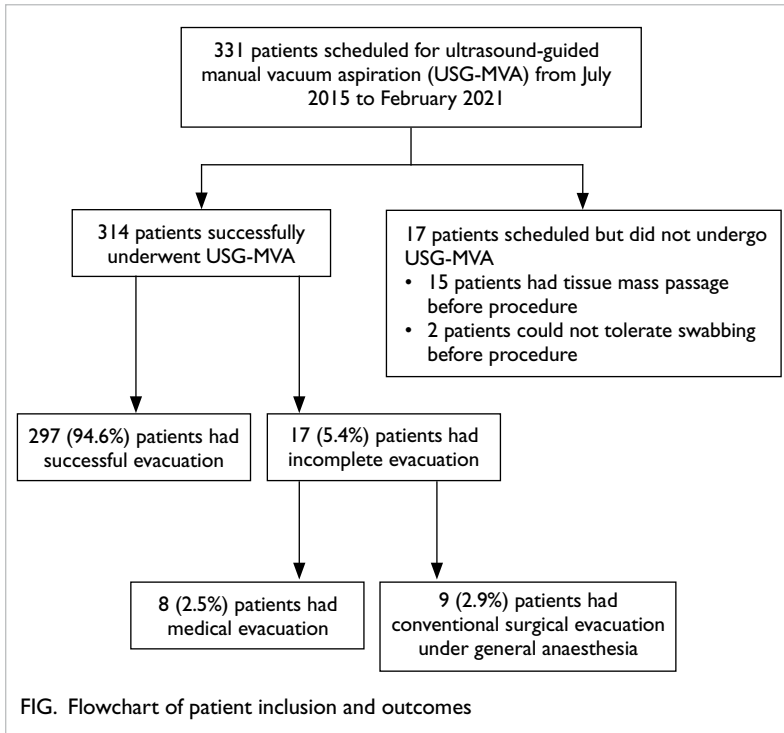 331 patients scheduled for ultrasound-guided
manual vacuum aspiration (USG-MVA) from July
2015 to February 2021
314 patients successfully
underwent USG-MVA
17 patients scheduled but did not undergo
USG-MVA
• 15 patients had tissue mass passage
before procedure
• 2 patients could not tolerate swabbing
before procedure
297 (94.6%) patients had
successful evacuation
17 (5.4%) patients had
incomplete evacuation
8 (2.5%) patients had
medical evacuation
9 (2.9%) patients had
conventional surgical evacuation
under general anaesthesia
FIG. Flowchart of patient inclusion and outcomes